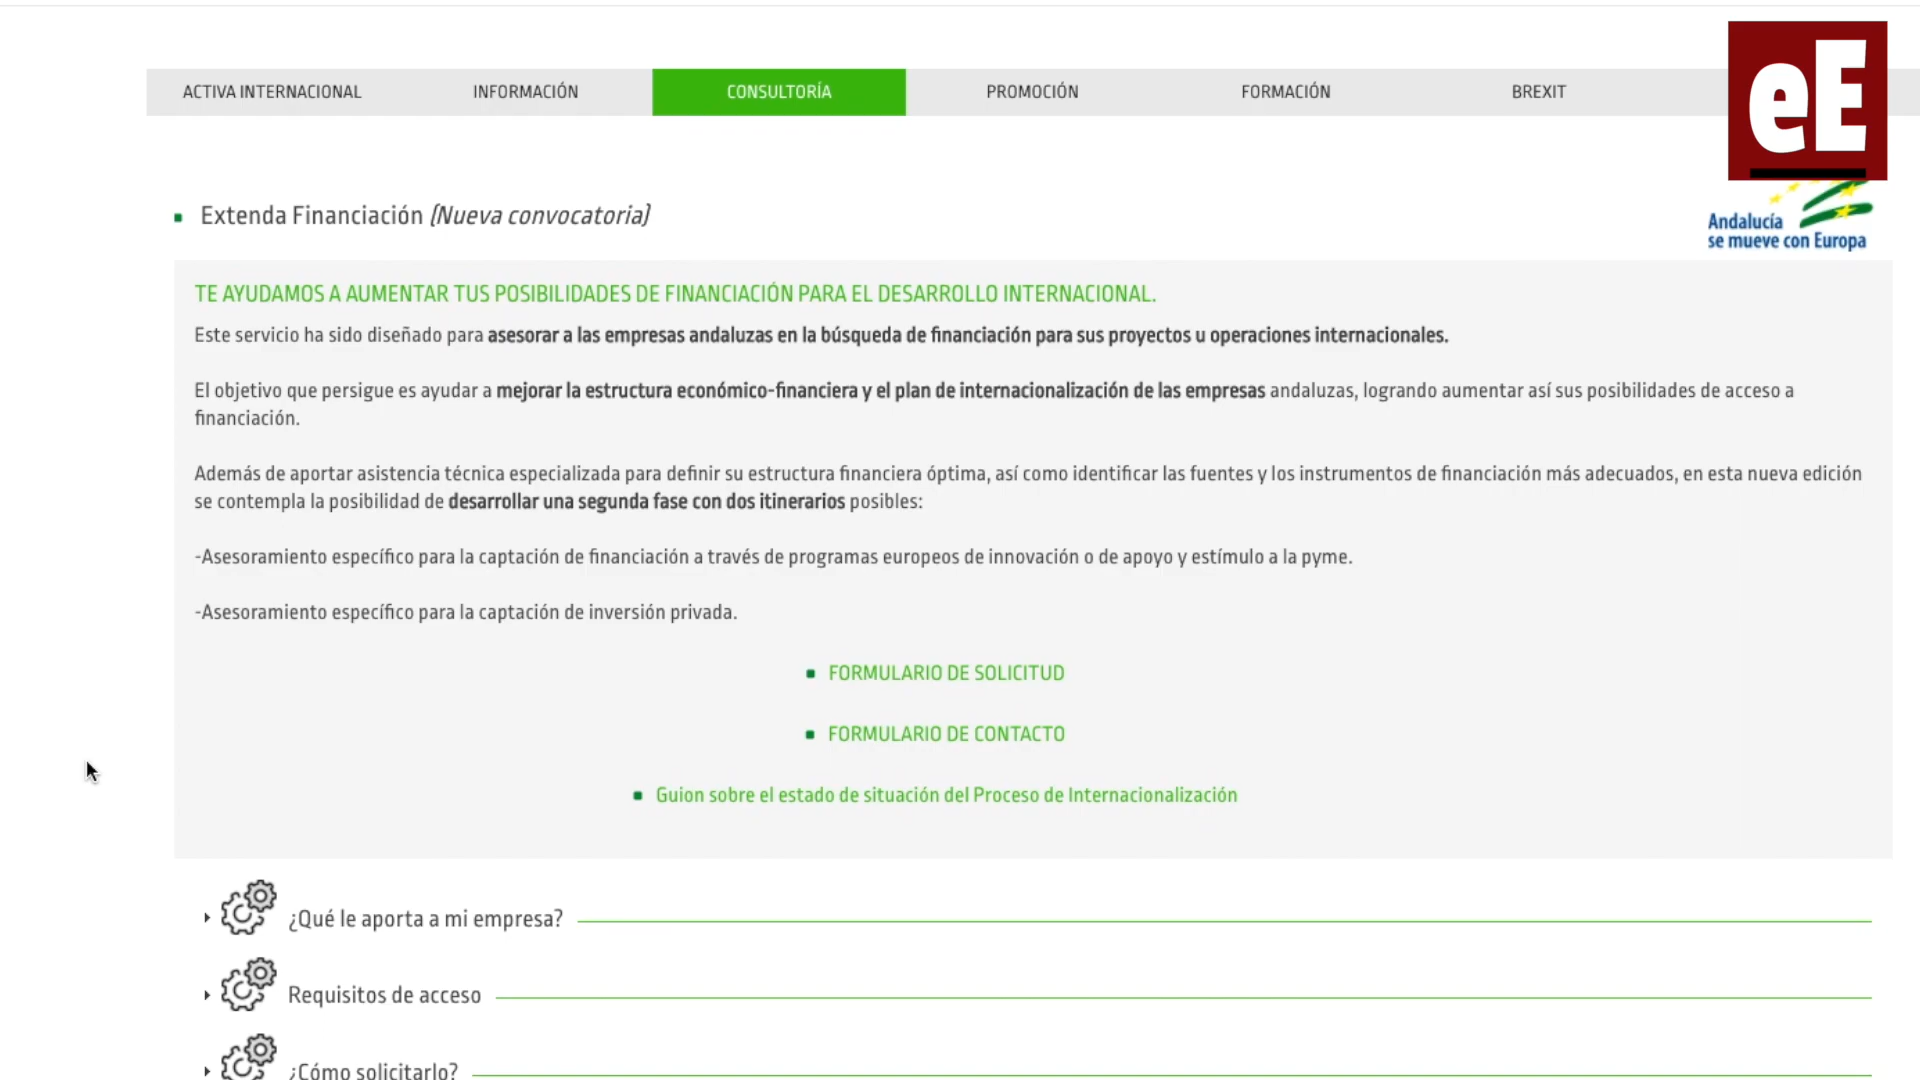 ACTIVA INTERNACIONAL
INFORMACIÓN
CONSULTORÍA
PROMOCIÓN
FORMACIÓN
BREXIT
eE
Extenda Financiación (Nueva convocatoria)
Andalucía
se mueve con Europa
TE AYUDAMOS A AUMENTAR TUS POSIBILIDADES DE FINANCIACIÓN PARA EL DESARROLLO INTERNACIONAL.
Este servicio ha sido diseñado para asesorar a las empresas andaluzas en la búsqueda de financiación para sus proyectos u operaciones internacionales.
El objetivo que persigue es ayudar a mejorar la estructura económico-financiera y el plan de internacionalización de las empresas andaluzas, logrando aumentar así sus posibilidades de acceso a
financiación.
Además de aportar asistencia técnica especializada para definir su estructura financiera óptima, así como identificar las fuentes y los instrumentos de financiación más adecuados, en esta nueva edición
se contempla la posibilidad de desarrollar una segunda fase con dos itinerarios posibles:
-Asesoramiento específico para la captación de financiación a través de programas europeos de innovación o de apoyo y estímulo a la pyme.
-Asesoramiento específico para la captación de inversión privada.
FORMULARIO DE SOLICITUD
FORMULARIO DE CONTACTO
Guion sobre el estado de situación del Proceso de Internacionalización
¿Qué le aporta a mi empresa?
Requisitos de acceso
¿Cómo solicitarlo?